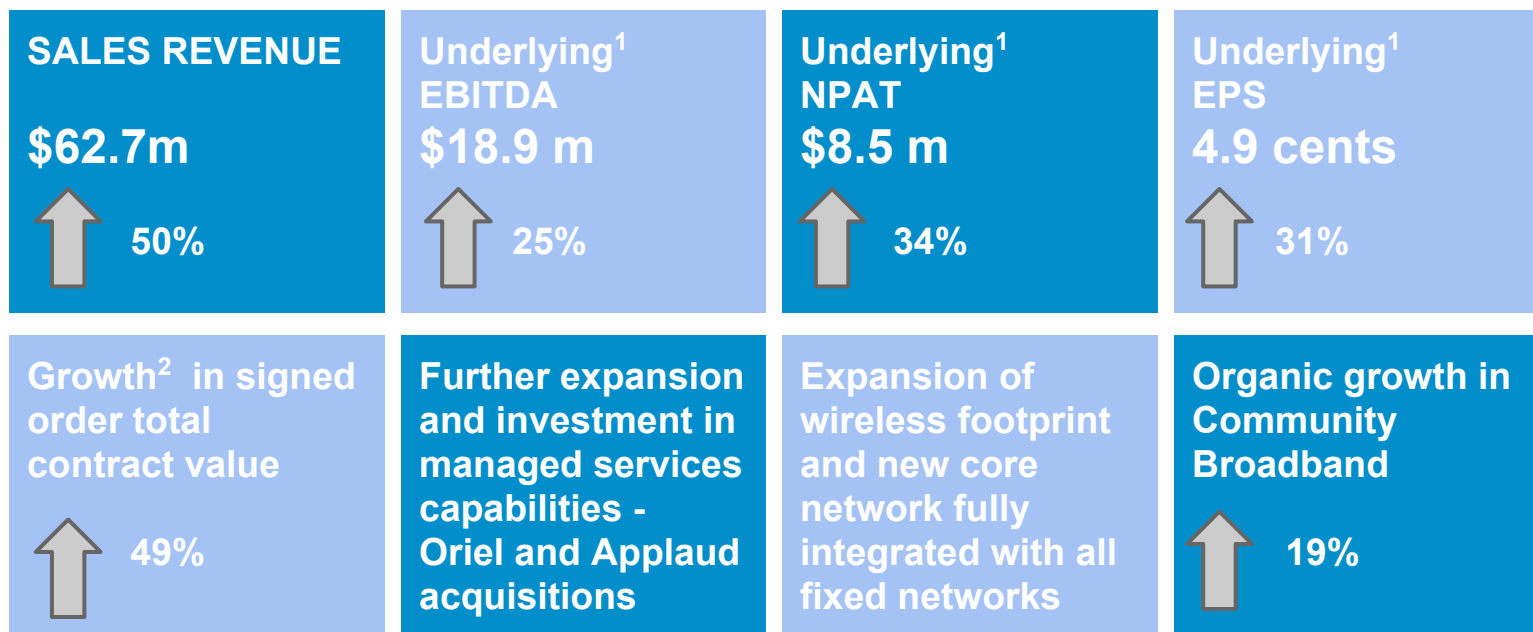 SALES REVENUE
$62.7m
50%
Underlying1
EBITDA
$18.9 m
25%
Underlying1
NPAT
$8.5 m
34%
Underlying1
EPS
4.9 cents
31%
Growth2 in signed
order total
contract value
49%
Further expansion
and investment in
managed services
capabilities -
Oriel and Applaud
acquisitions
Expansion of
wireless footprint
and new core
network fully
integrated with all
fixed networks
Organic growth in
Community
Broadband
19%